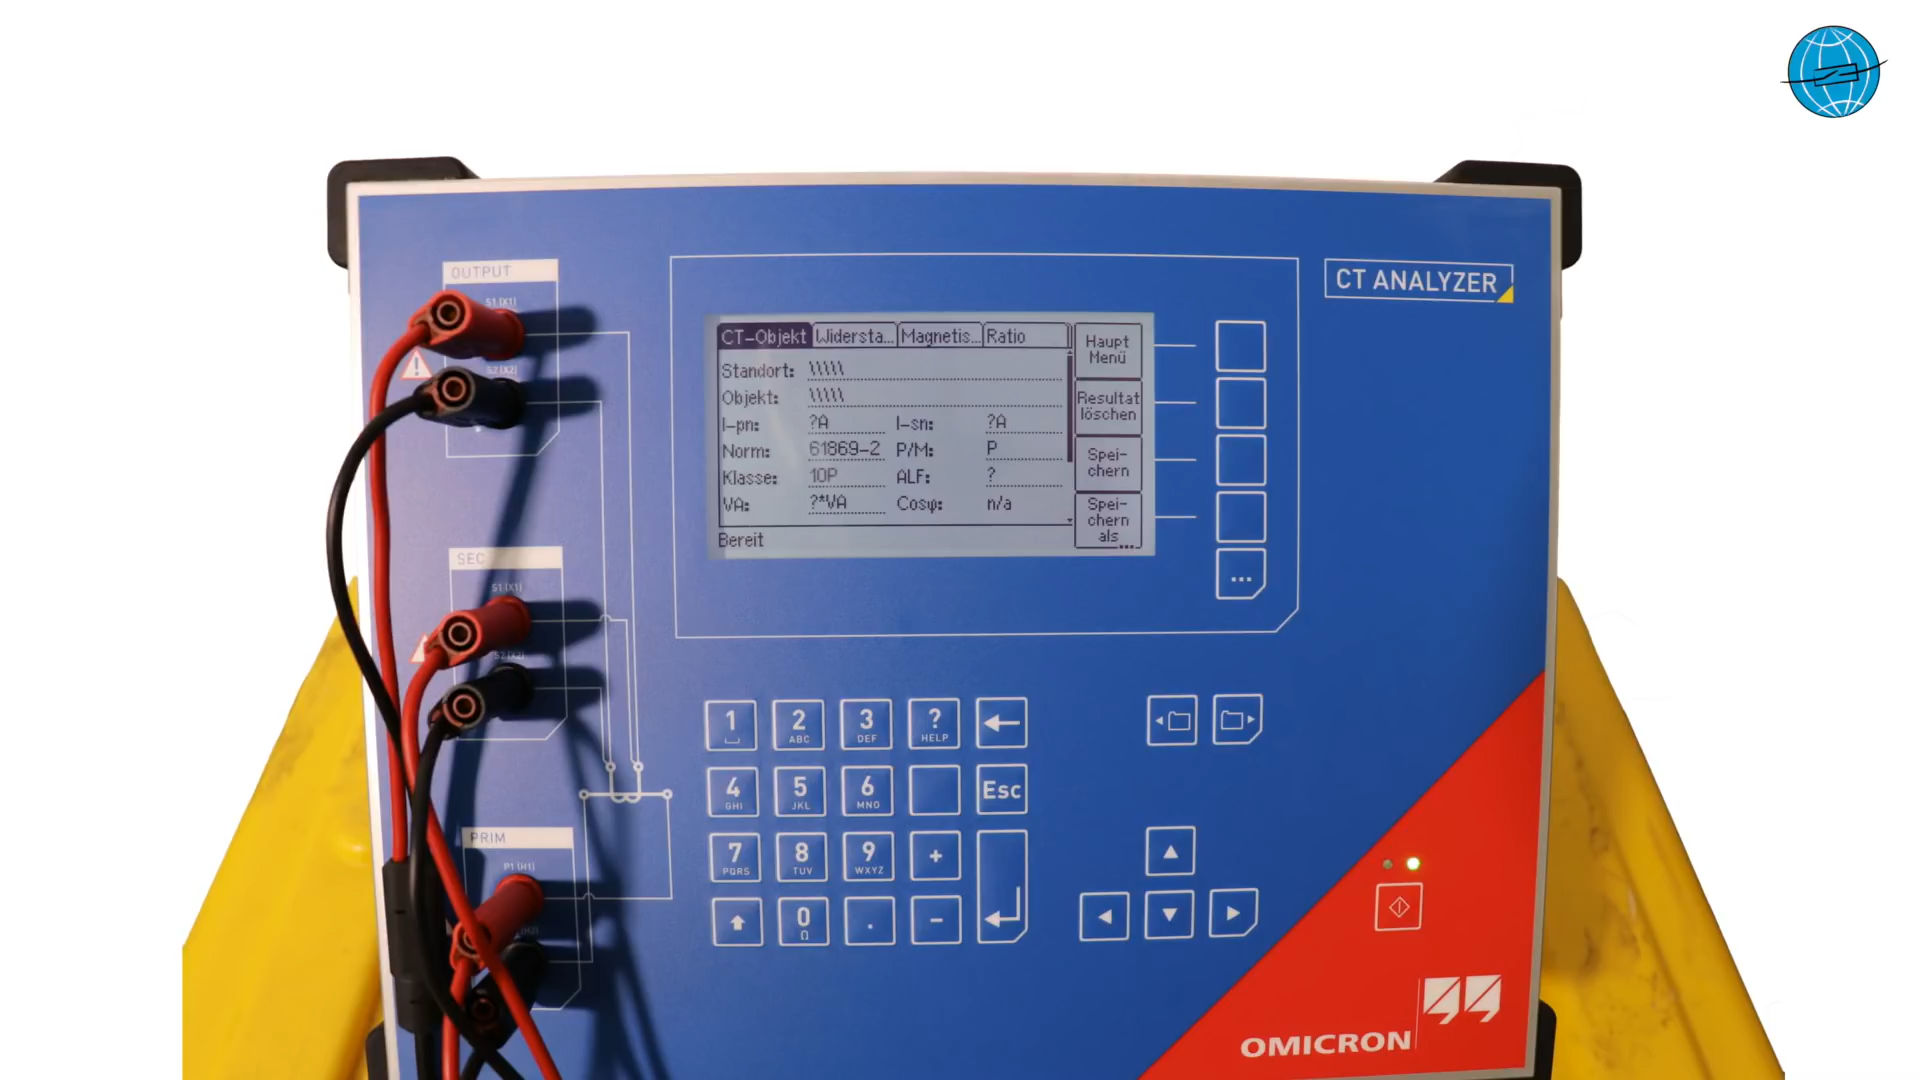 OUTPUT
S1 (X1)
S2 (X2)
SEC
S1 (X1)
S2 (X2)
PRIM
P1 (H1)
CT ANALYZER
CT-Objekt Widersta... Magnetis... Ratio
Standort: \\\\\
Objekt: \\\\\
I-pn: ?A I-sn: ?A
Norm: 61869-2 P/M: P
Klasse: 10P ALF: ?
VA: ?*VA Cosφ: n/a
Bereit
Haupt
Menü
Resultat
löschen
Spei-
chern
Spei-
chern
als
...
...
1 2 ABC 3 DEF ? HELP
4 GHI 5 JKL 6 MNO Esc
7 PQRS 8 TUV 9 WXYZ +
0 Ω . -
OMICRON